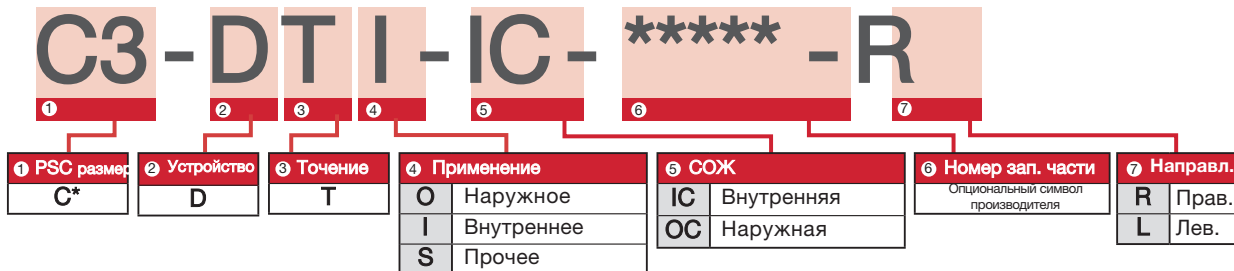 C3 - D T I - IC - ***** - R
① ② ③ ④ ⑤ ⑥ ⑦
① PSC размер
C*
② Устройство
D
③ Точение
T
④ Применение
O Наружное
I Внутреннее
S Прочее
⑤ СОЖ
IC Внутренняя
OC Наружная
⑥ Номер зап. части
Опциональный символ
производителя
⑦ Направл.
R Прав.
L Лев.